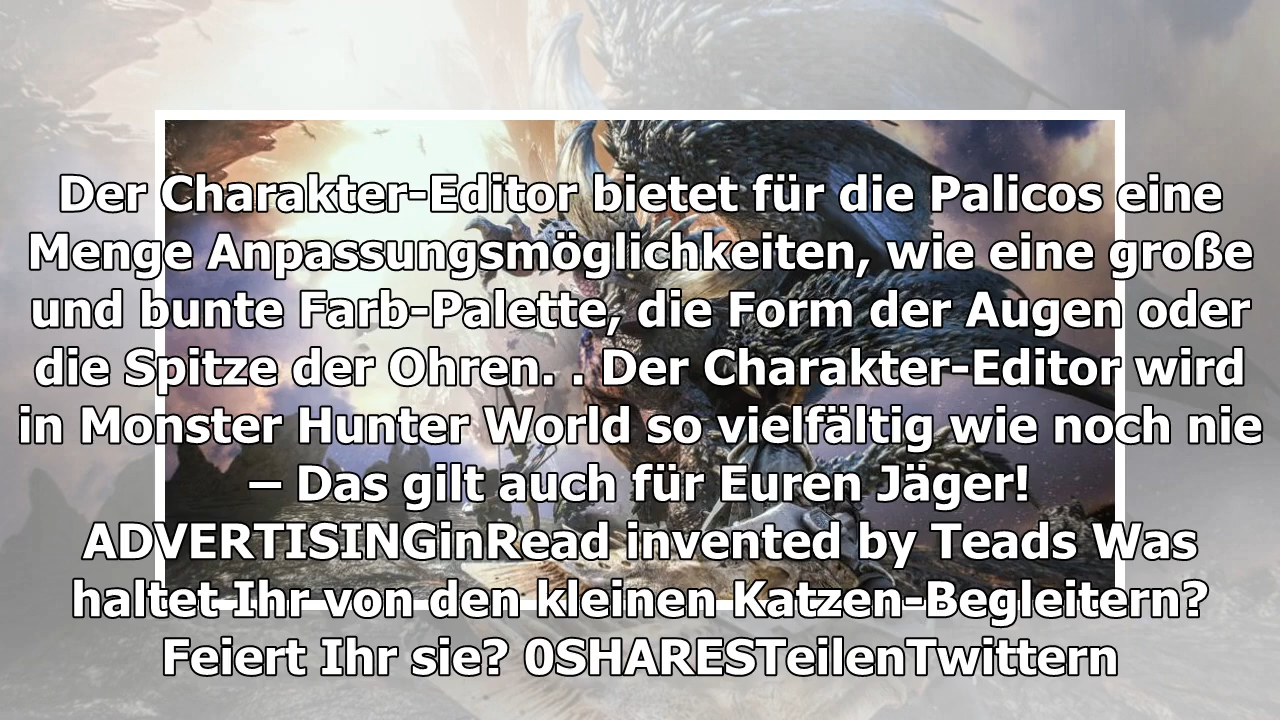 Der Charakter-Editor bietet für die Palicos eine
Menge Anpassungsmöglichkeiten, wie eine große
und bunte Farb-Palette, die Form der Augen oder
die Spitze der Ohren. . Der Charakter-Editor wird
in Monster Hunter World so vielfältig wie noch nie
– Das gilt auch für Euren Jäger!
ADVERTISINGinRead invented by Teads Was
haltet Ihr von den kleinen Katzen-Begleitern?
Feiert Ihr sie? 0SHARESTeilenTwittern